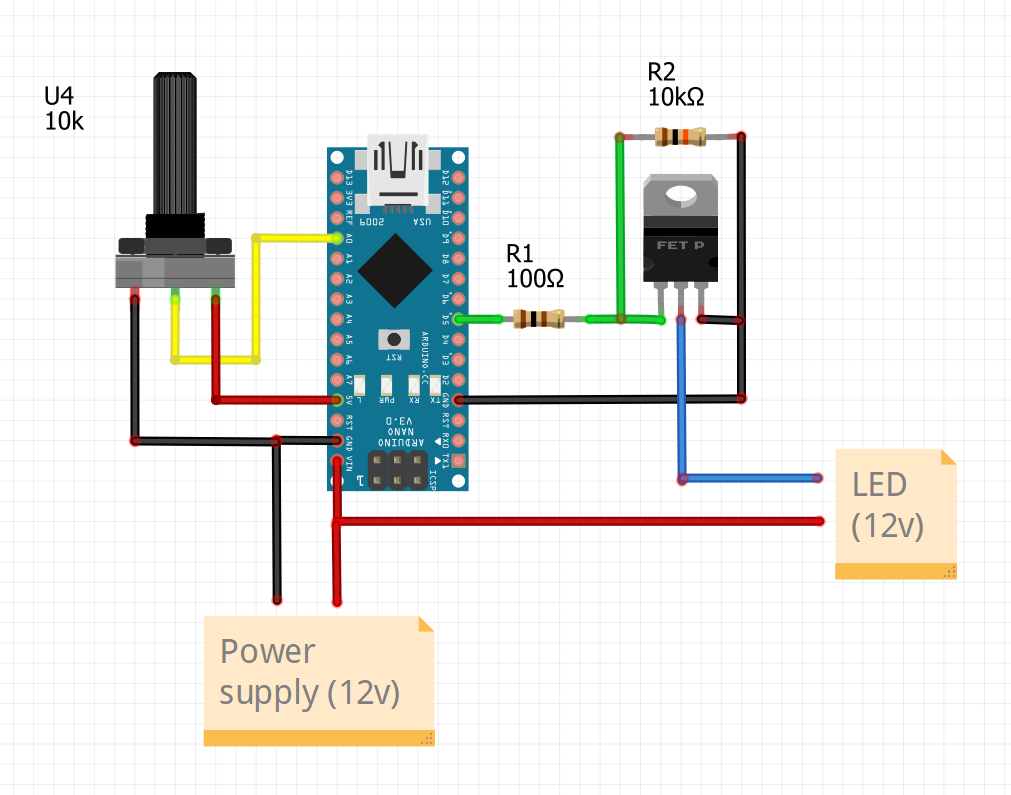 U4
10k
R2
10kΩ
D13
3V3
REF
A0
A1
A2
A3
A4
A5
A6
A7
5V
RST
GND
VIN
D12
D11
D10
D9
D8
D7
D6
D5
D4
D3
D2
GND
RST
RX0
TX1
USA
2009
RST
ARDUINO.CC
L
PWR
RX
TX
ARDUINO
NANO
V3.0
ICSP
1
R1
100Ω
FET P
LED
(12v)
Power
supply (12v)